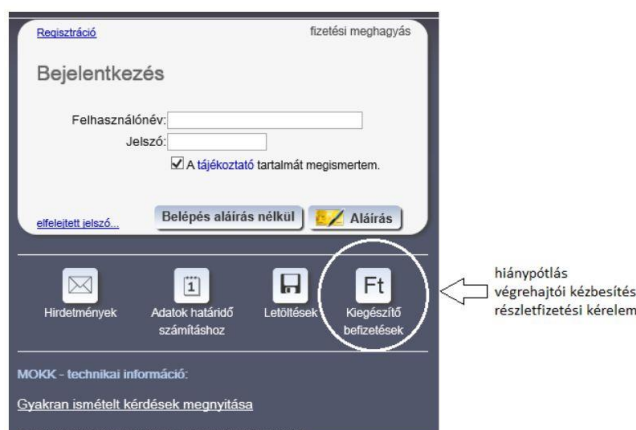 Regisztráció
fizetési meghagyás
Bejelentkezés
Felhasználónév:
Jelszó:
A tájékoztató tartalmát megismertem.
elfelejtett jelszó...
Belépés aláírás nélkül
Aláírás
Hirdetmények
1
Adatok határidő
számításhoz
Letöltések
Ft
Kiegészítő
befizetések
hiánypótlás
végrehajtói kézbesítés
részletfizetési kérelem
MOKK - technikai információ:
Gyakran ismételt kérdések megnyitása